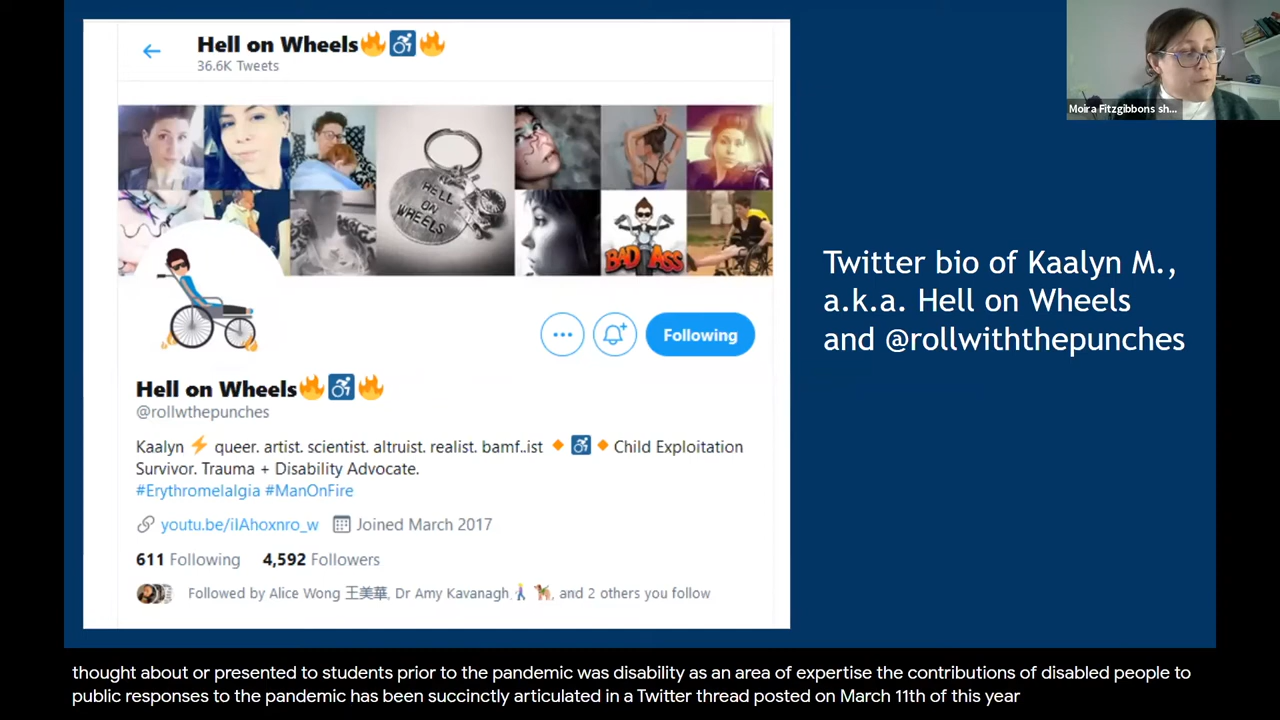 Hell on Wheels🔥♿🔥
36.6K Tweets
Moira Fitzgibbons sh...
HELL
ON
WHEELS
BAD ASS
Twitter bio of Kaalyn M.,
a.k.a. Hell on Wheels
and @rollwiththepunches
Following
Hell on Wheels🔥♿🔥
@rollwthepunches
Kaalyn ⚡ queer. artist. scientist. altruist. realist. bamf..ist 🔸♿🔸Child Exploitation
Survivor. Trauma + Disability Advocate.
#Erythromelalgia #ManOnFire
youtu.be/iIAhoxnro_w Joined March 2017
611 Following 4,592 Followers
Followed by Alice Wong 王美華, Dr Amy Kavanagh👩‍🦯🐕‍🦺, and 2 others you follow
thought about or presented to students prior to the pandemic was disability as an area of expertise the contributions of disabled people to
public responses to the pandemic has been succinctly articulated in a Twitter thread posted on March 11th of this year